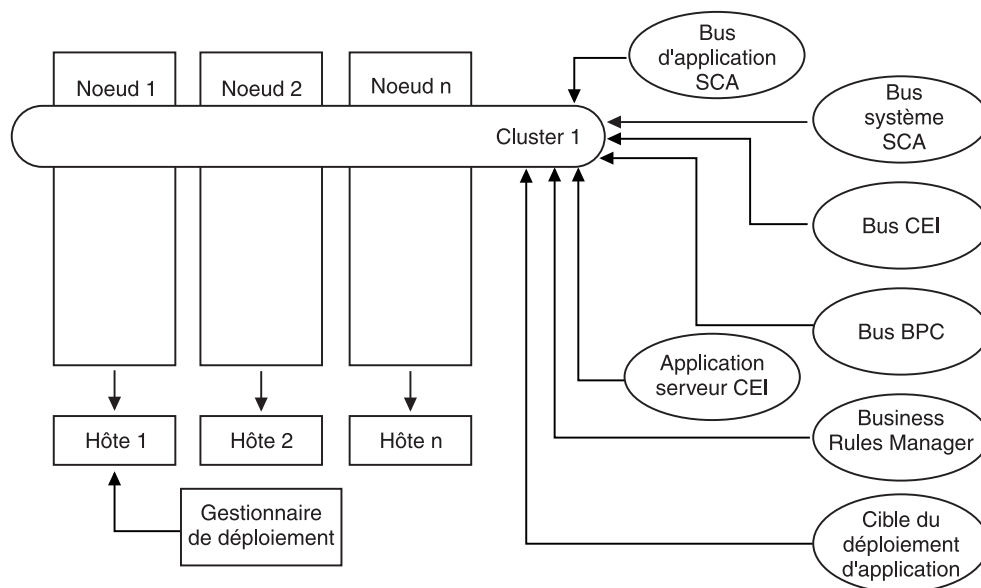 Bus
d'application
SCA
Noeud 1
Noeud 2
Noeud n
Cluster 1
Bus
système
SCA
Bus CEI
Bus BPC
Application
serveur CEI
Hôte 1
Hôte 2
Hôte n
Business
Rules Manager
Gestionnaire
de déploiement
Cible du
déploiement
d'application